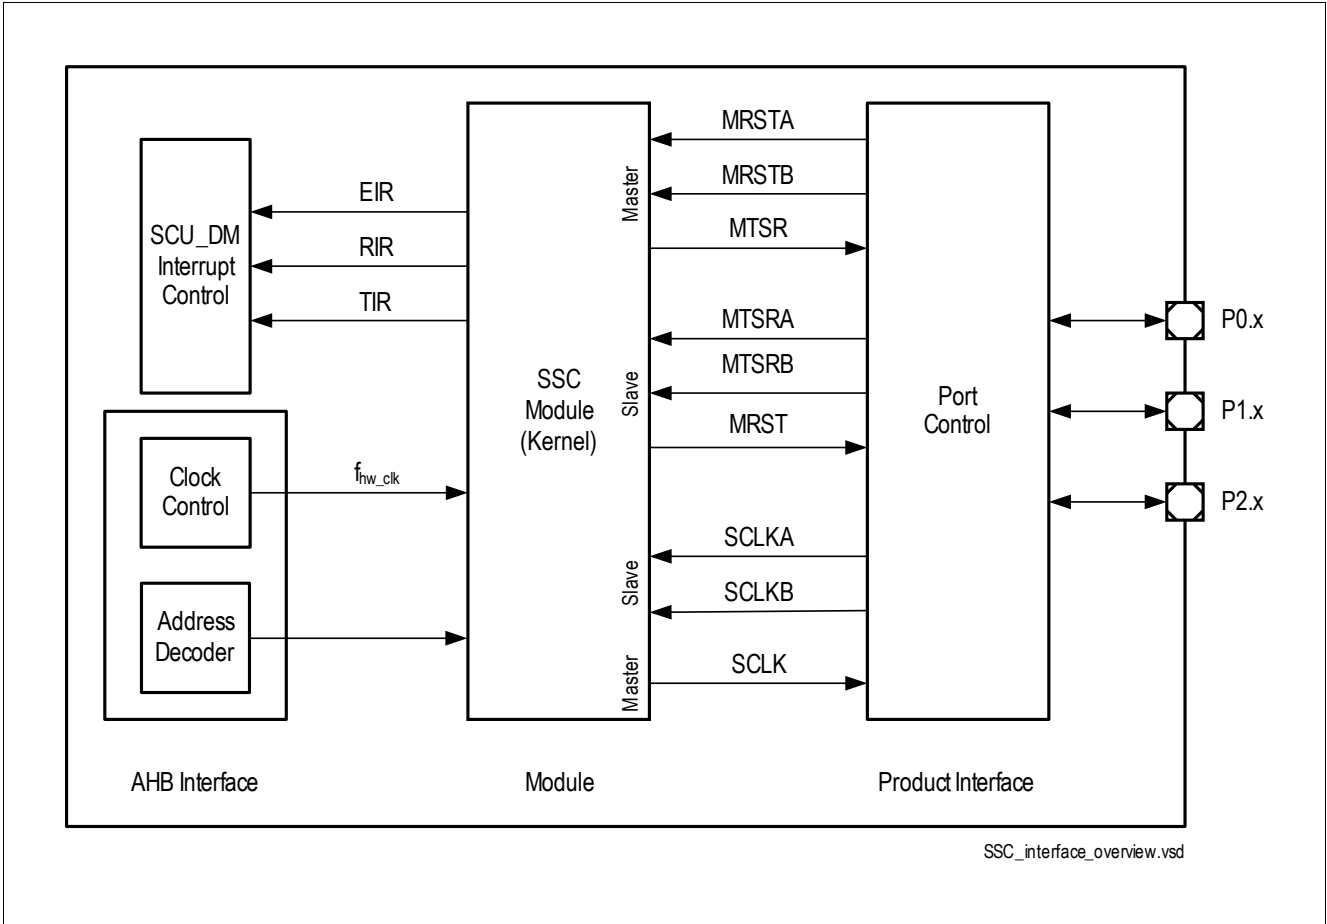 SCU_DM
Interrupt
Control
EIR
RIR
TIR
Clock
Control
f hw_clk
Address
Decoder
AHB Interface
SSC
Module
(Kernel)
Master
Slave
Slave
Master
Module
MRSTA
MRSTB
MTSR
MTSRA
MTSRB
MRST
SCLKA
SCLKB
SCLK
Port
Control
Product Interface
P0.x
P1.x
P2.x
SSC_interface_overview.vsd